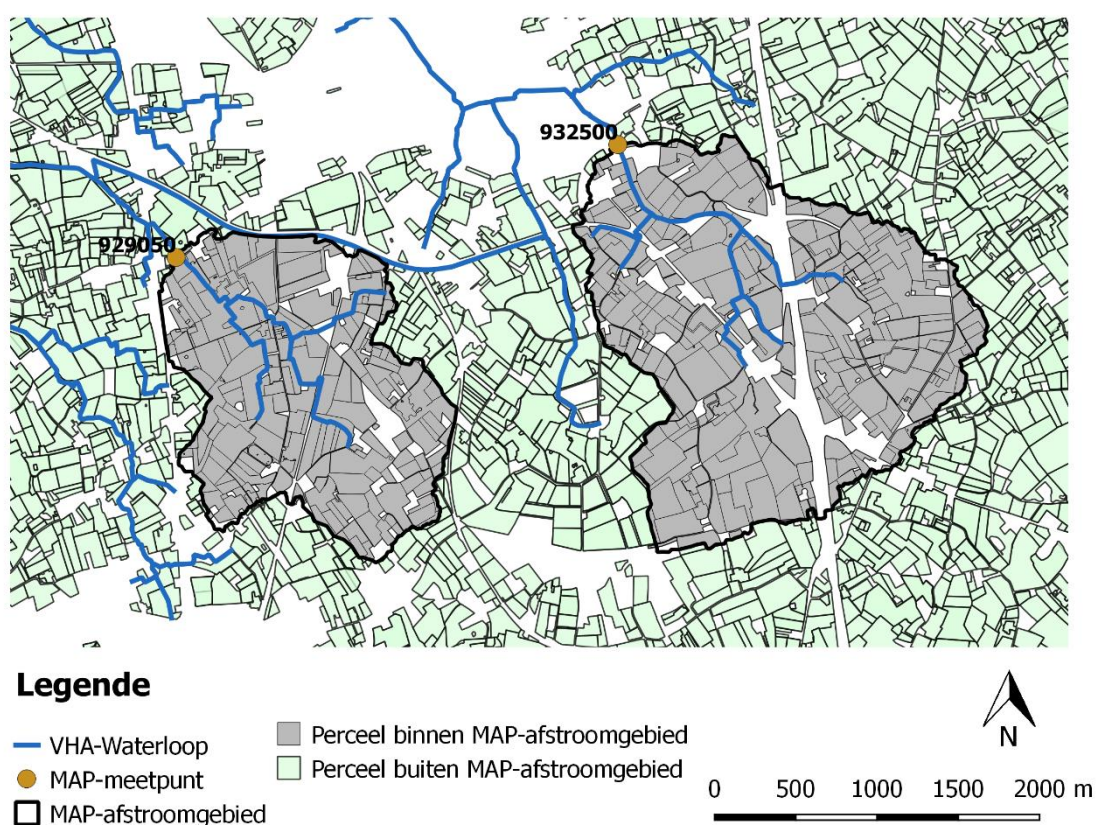 932500
929050
Legende
VHA-Waterloop
MAP-meetpunt
MAP-afstroomgebied
Perceel binnen MAP-afstroomgebied
Perceel buiten MAP-afstroomgebied
N
0 500 1000 1500 2000 m